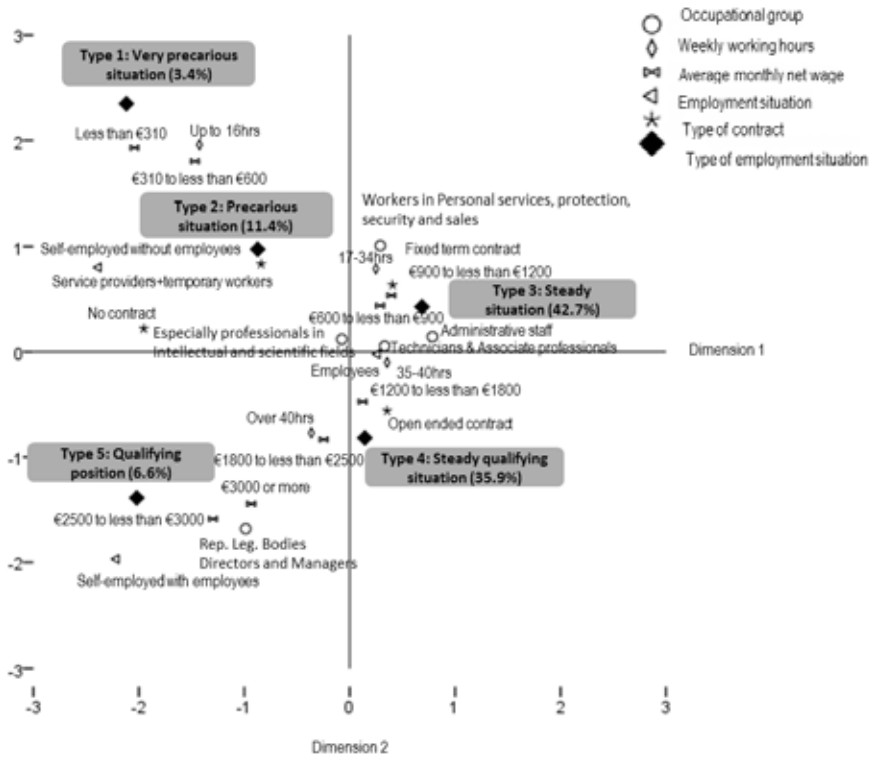 Occupational group
Weekly working hours
Average monthly net wage
Employment situation
Type of contract
Type of employment situation
3
Type 1: Very precarious
situation (3.4%)
Less than €310
Up to 16hrs
2
€310 to less than €600
Type 2: Precarious
situation (11.4%)
Workers in Personal services, protection,
security and sales
1
Self-employed without employees
17-34hrs
Fixed term contract
Service providers+temporary workers
€900 to less than €1200
Type 3: Steady
situation (42.7%)
No contract
€600 to less than €900
Especially professionals in
Intellectual and scientific fields
Administrative staff
Technicians & Associate professionals
0
Dimension 1
Employees
35-40hrs
€1200 to less than €1800
Over 40hrs
Open ended contract
-1
Type 5: Qualifying
position (6.6%)
€1800 to less than €2500
Type 4: Steady qualifying
situation (35.9%)
€3000 or more
€2500 to less than €3000
Rep. Leg. Bodies
Directors and Managers
-2
Self-employed with employees
-3
-3 -2 -1 0 1 2 3
Dimension 2